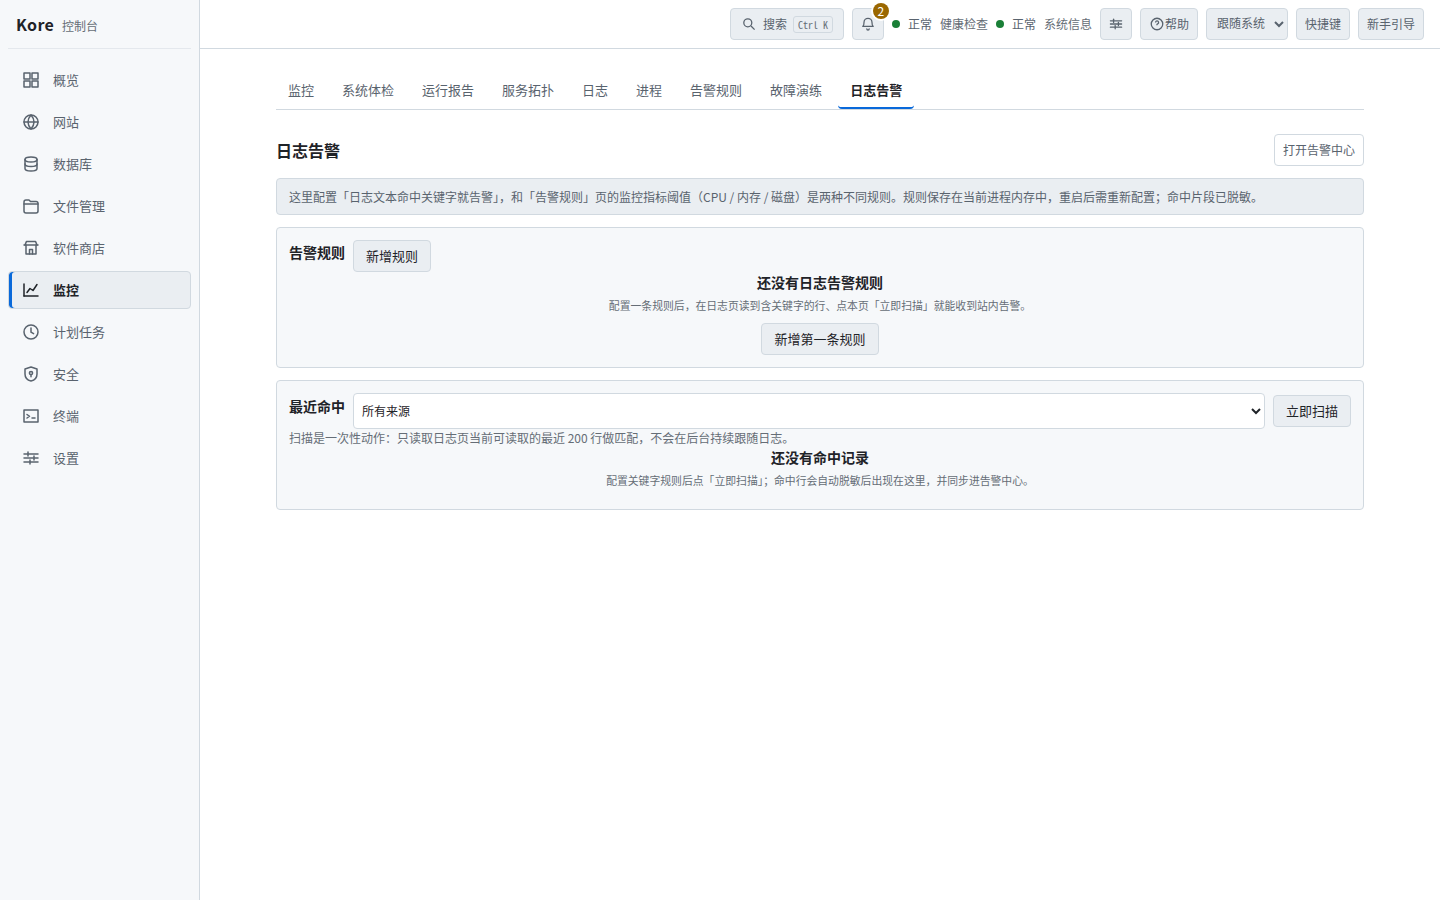 Kore 控制台
搜索 Ctrl K
2
正常 健康检查
正常 系统信息
帮助
跟随系统
快捷键
新手引导
概览
网站
数据库
文件管理
软件商店
监控
计划任务
安全
终端
设置
监控 系统体检 运行报告 服务拓扑 日志 进程 告警规则 故障演练 日志告警
日志告警
打开告警中心
这里配置「日志文本命中关键字就告警」，和「告警规则」页的监控指标阈值（CPU / 内存 / 磁盘）是两种不同规则。规则保存在当前进程内存中，重启后需重新配置；命中片段已脱敏。
告警规则 新增规则
还没有日志告警规则
配置一条规则后，在日志页读到含关键字的行、点本页「立即扫描」就能收到站内告警。
新增第一条规则
最近命中 所有来源 立即扫描
扫描是一次性动作：只读取日志页当前可读取的最近 200 行做匹配，不会在后台持续跟随日志。
还没有命中记录
配置关键字规则后点「立即扫描」；命中行会自动脱敏后出现在这里，并同步进告警中心。